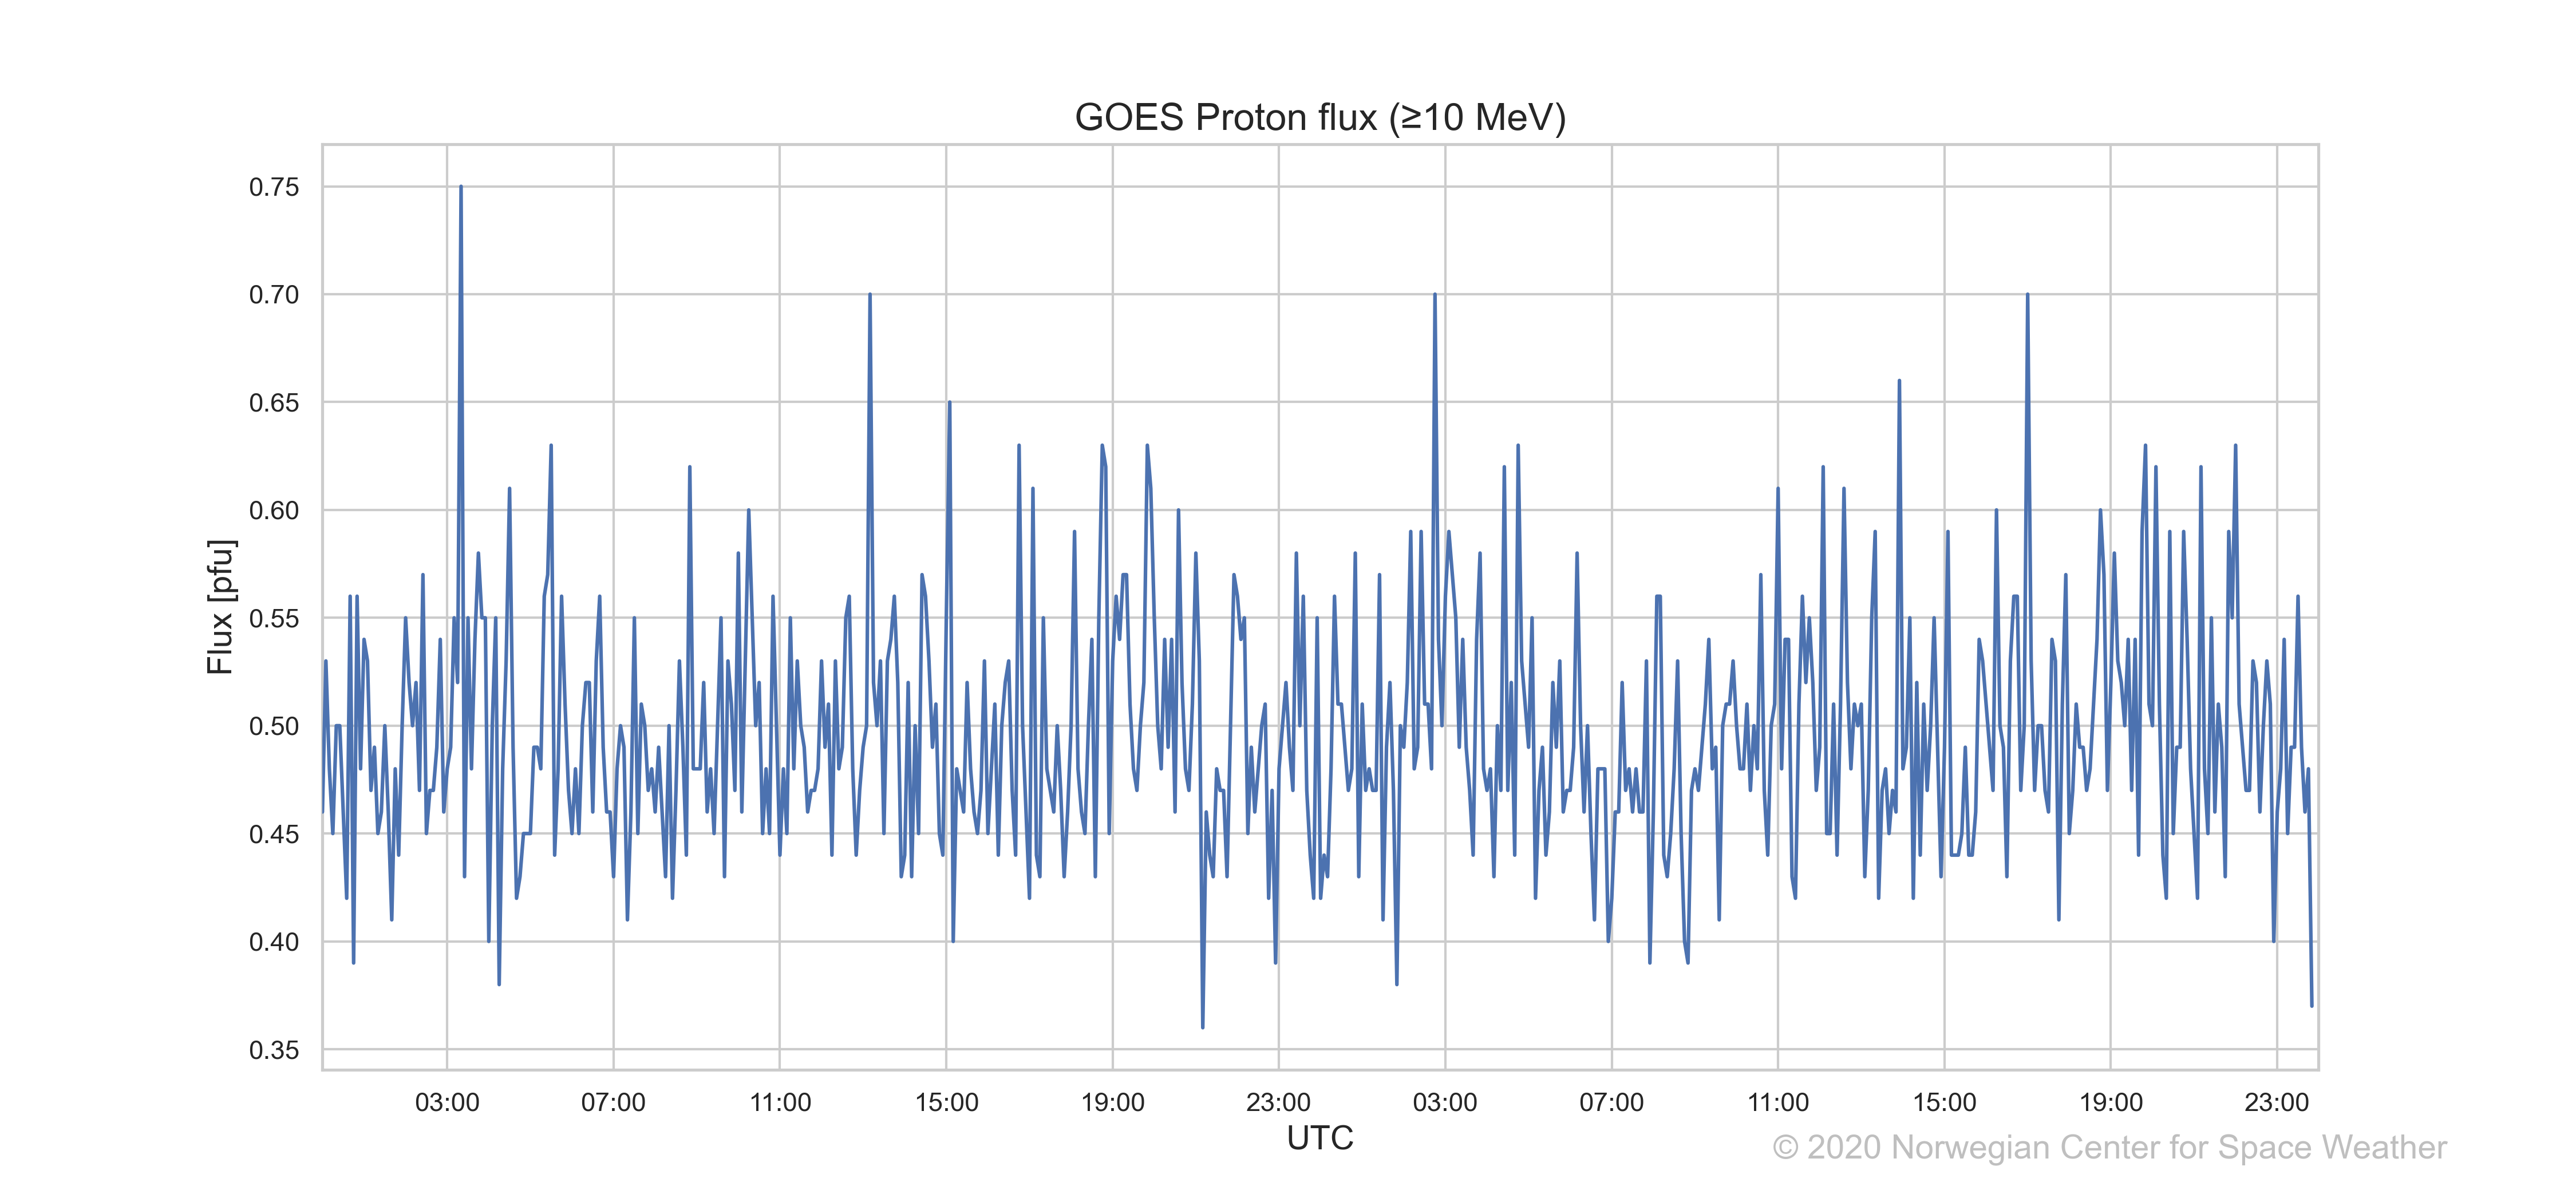 GOES Proton flux (≥10 MeV)
0.75
0.70
0.65
0.60
0.55
0.50
0.45
0.40
0.35
Flux [pfu]
03:00 07:00 11:00 15:00 19:00 23:00 03:00 07:00 11:00 15:00 19:00 23:00
UTC
© 2020 Norwegian Center for Space Weather